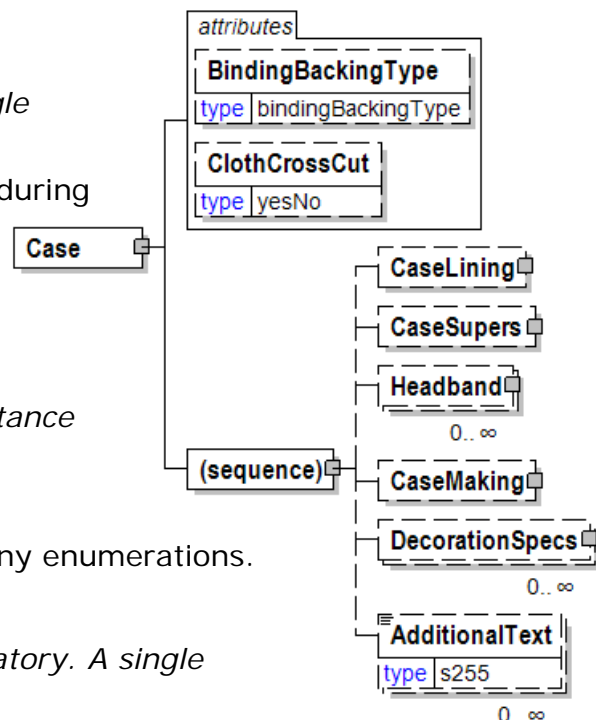 attributes
BindingBackingType
type bindingBackingType
ClothCrossCut
type yesNo
during
Case
CaseLining
CaseSupers
Headband
0.. ∞
tance
(sequence)
CaseMaking
DecorationSpecs
0.. ∞
ny enumerations.
AdditionalText
type s255
atory. A single
0.. ∞